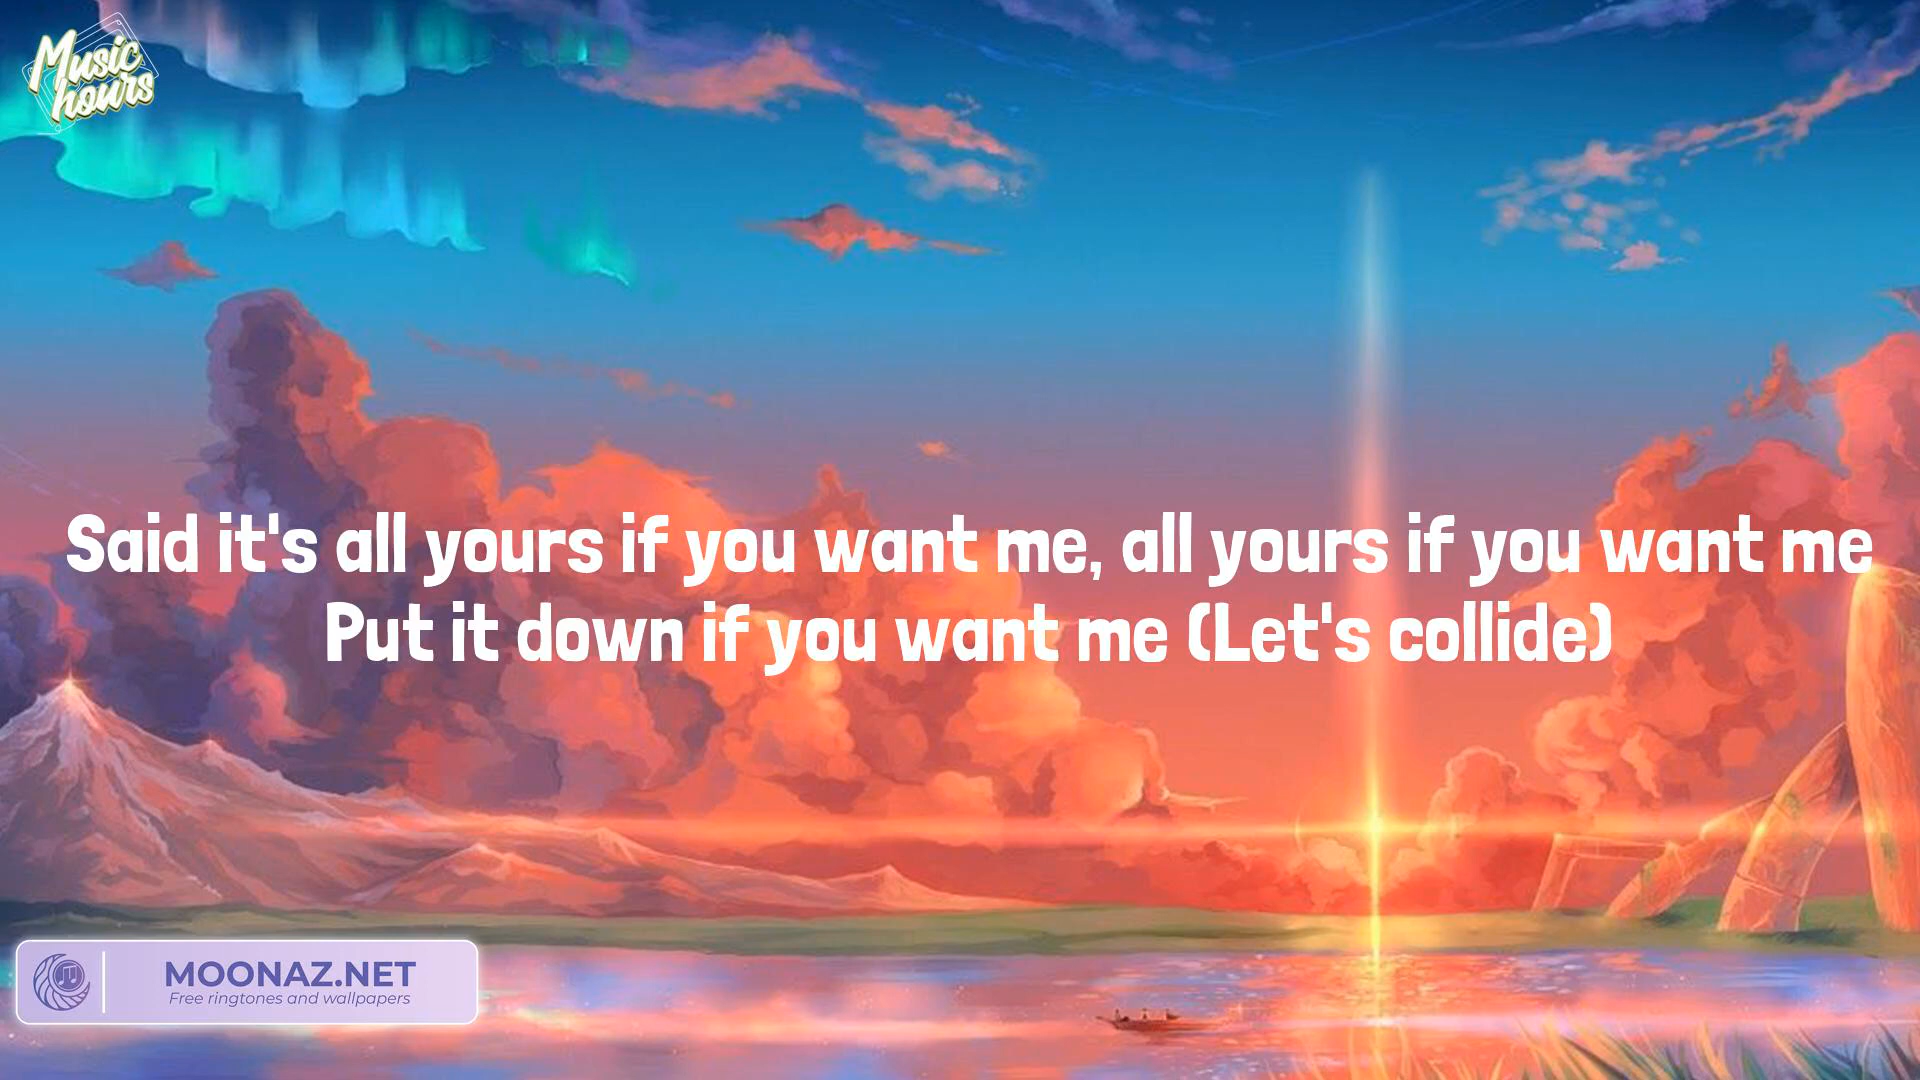 Music
hours
Said it's all yours if you want me, all yours if you want me
Put it down if you want me (Let's collide)
MOONAZ.NET
Free ringtones and wallpapers